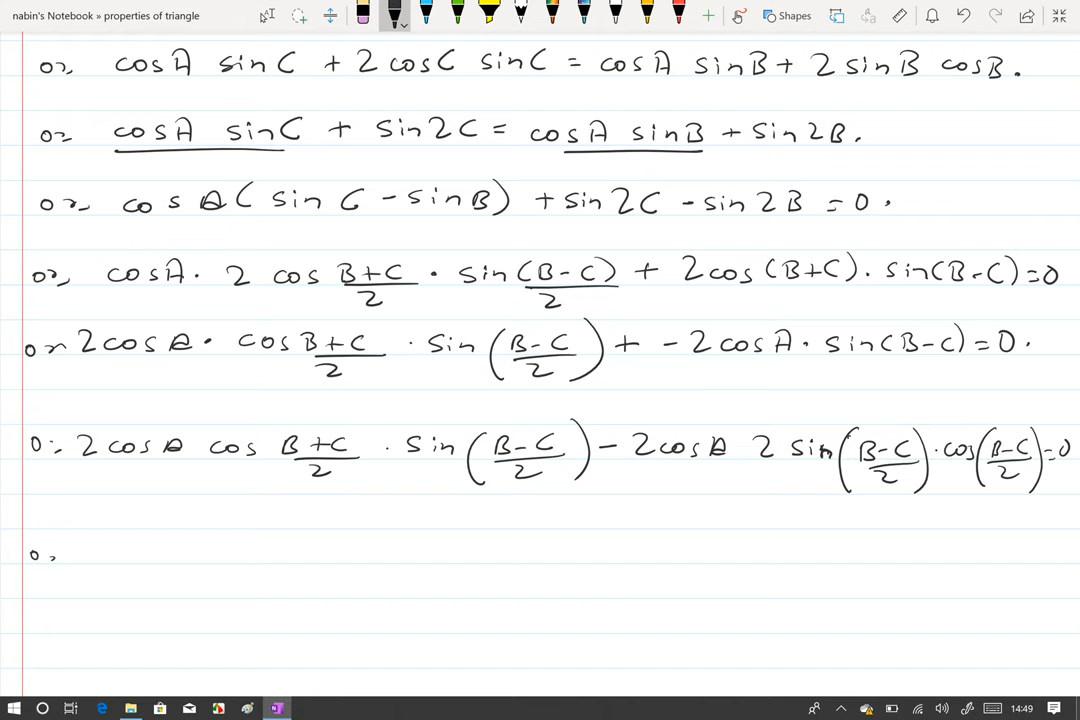 nabin's Notebook » properties of triangle
Shapes
or, cosA sinC + 2 cosC sinC = cosA sinB + 2 sinB cosB.
or cosA sinC + sin2C = cosA sinB + sin2B.
or cosA(sinC - sinB) + sin2C - sin2B = 0.
or, cosA · 2 cos (B+C)/2 · sin (B-C)/2 + 2cos(B+C). sin(B-C)=0
or 2cosA · cos (B+C)/2 · sin((B-C)/2) + - 2cosA. sin(B-C)=0.
or 2cosA cos (B+C)/2 · sin((B-C)/2) - 2cosA 2 sin((B-C)/2) · cos((B-C)/2)=0
o,
14:49